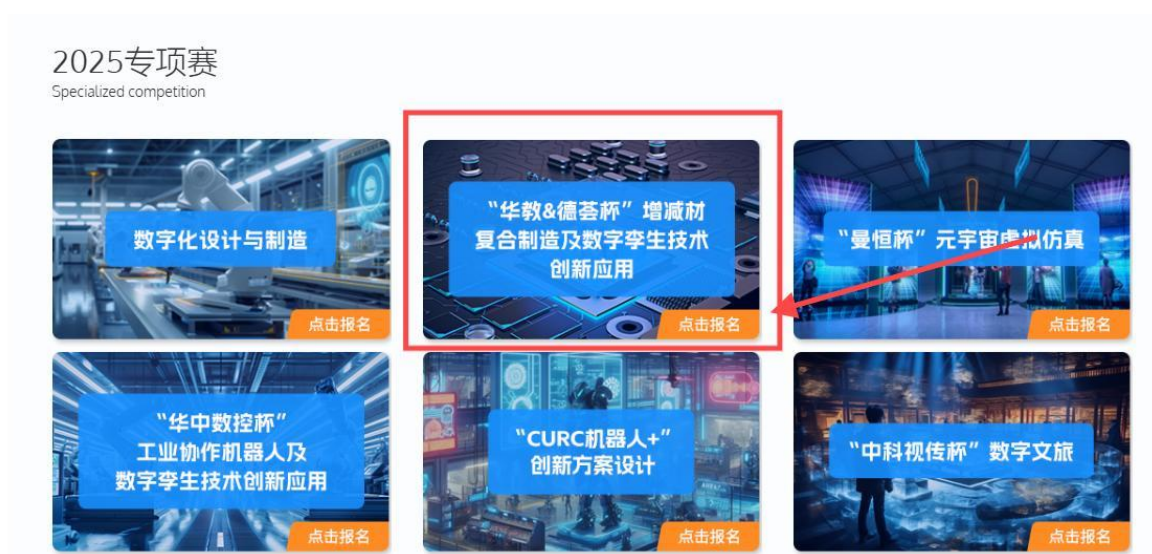 2025专项赛
Specialized competition
数字化设计与制造
点击报名
“华教&德荟杯”增减材
复合制造及数字孪生技术
创新应用
点击报名
“曼恒杯”元宇宙虚拟仿真
点击报名
“华中数控杯”
工业协作机器人及
数字孪生技术创新应用
点击报名
“CURC机器人+”
创新方案设计
点击报名
“中科视传杯”数字文旅
点击报名